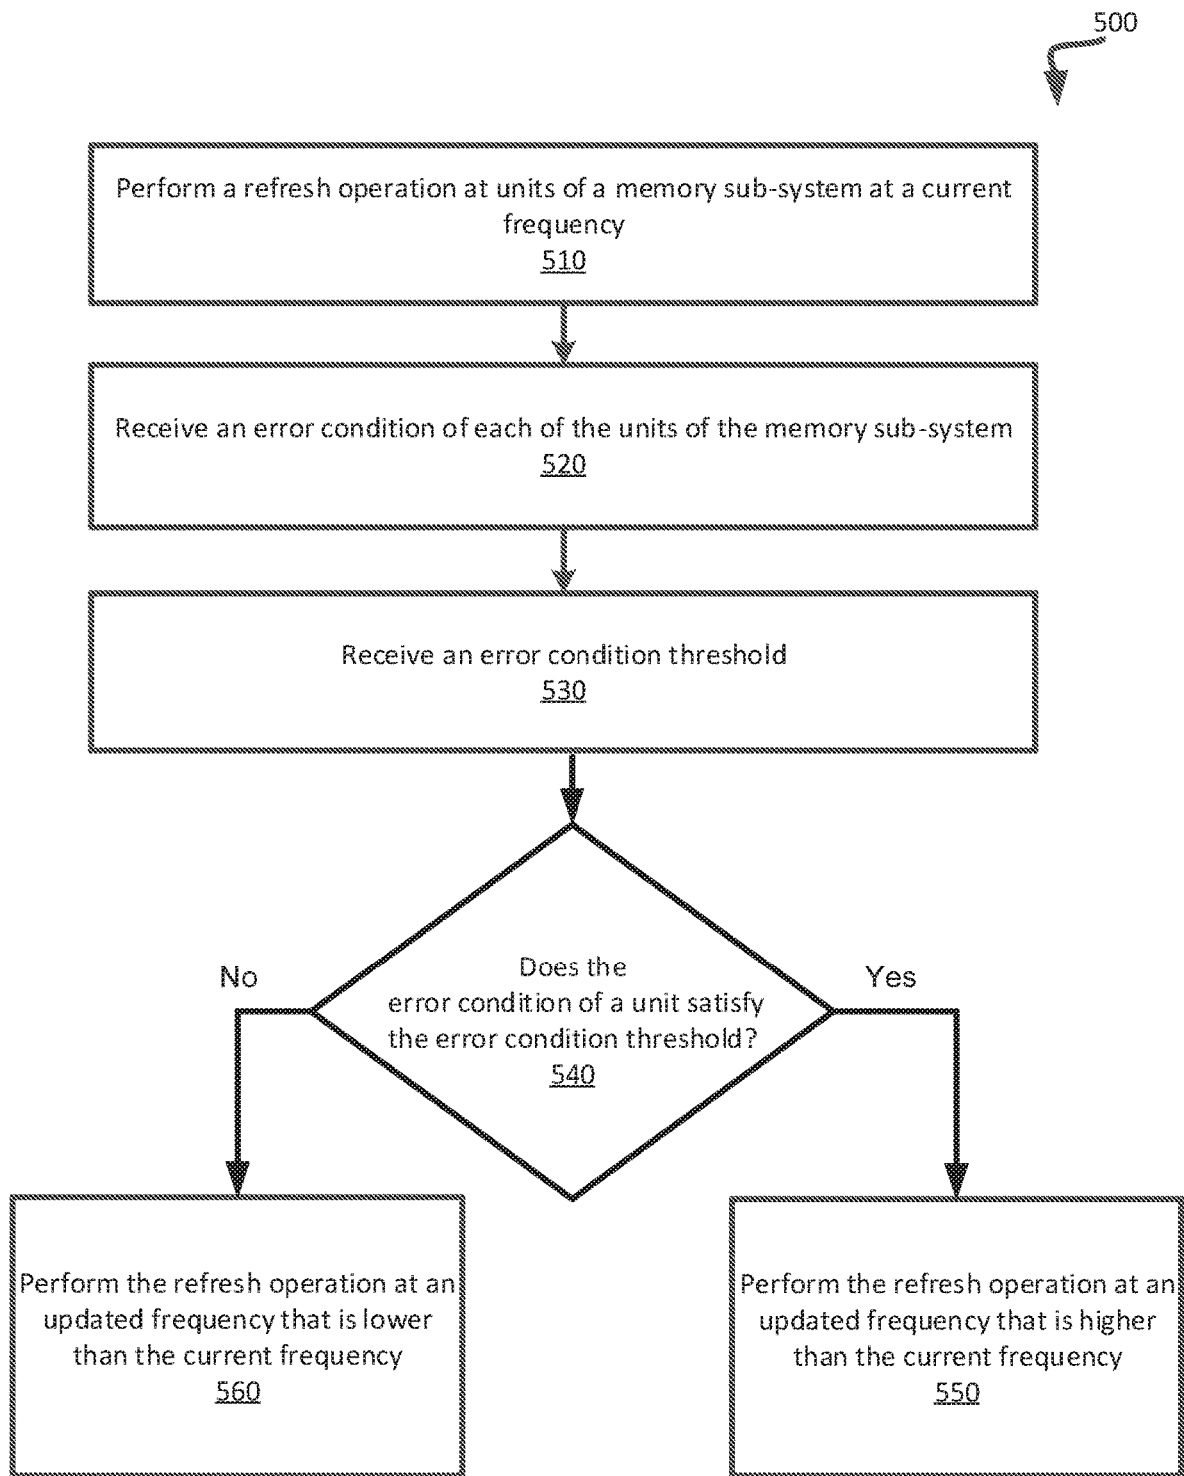 500
Perform a refresh operation at units of a memory sub-system at a current
frequency
510
Receive an error condition of each of the units of the memory sub-system
520
Receive an error condition threshold
530
Does the
error condition of a unit satisfy
the error condition threshold?
540
No
Yes
Perform the refresh operation at an
updated frequency that is lower
than the current frequency
560
Perform the refresh operation at an
updated frequency that is higher
than the current frequency
550